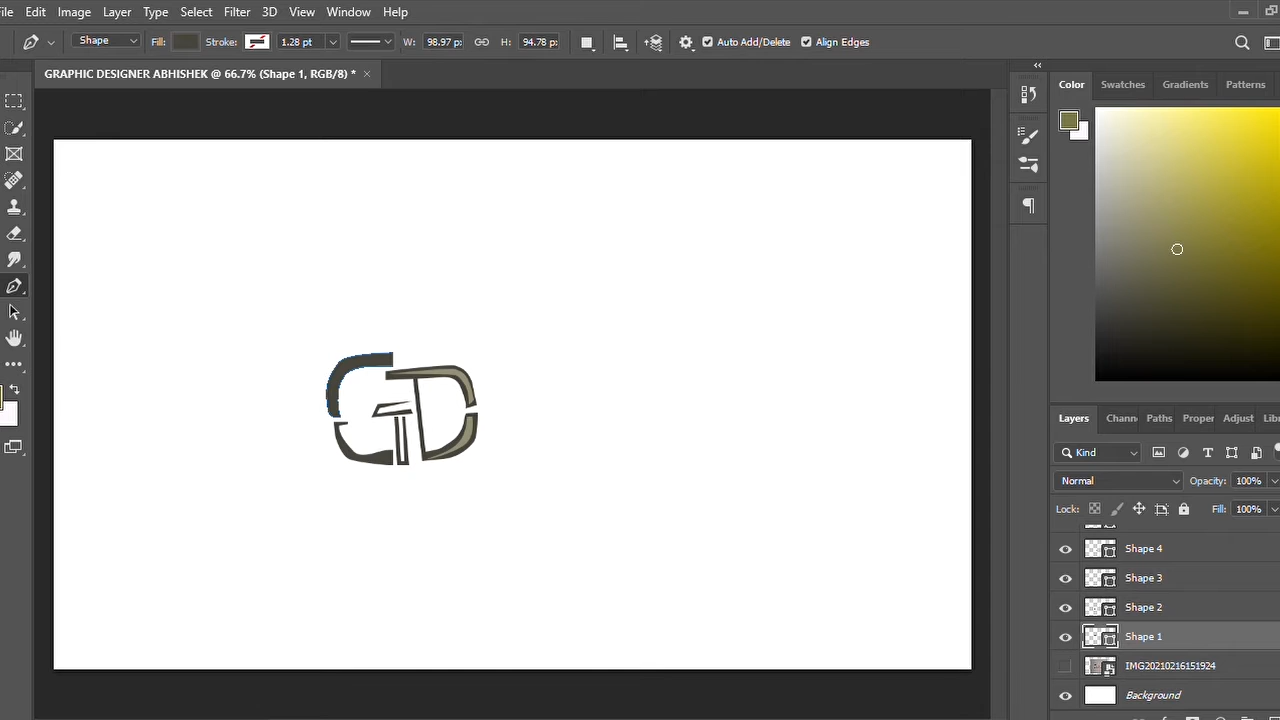 File Edit Image Layer Type Select Filter 3D View Window Help
Shape Fill: Stroke: 1.28 pt W: 98.97 p: H: 94.78 p: Auto Add/Delete Align Edges
GRAPHIC DESIGNER ABHISHEK @ 66.7% (Shape 1, RGB/8) * ×
Color Swatches Gradients Patterns
GD
Layers Chann Paths Proper Adjust Lib
Kind
Normal Opacity: 100%
Lock: Fill: 100%
Shape 4
Shape 3
Shape 2
Shape 1
IMG20210216151924
Background